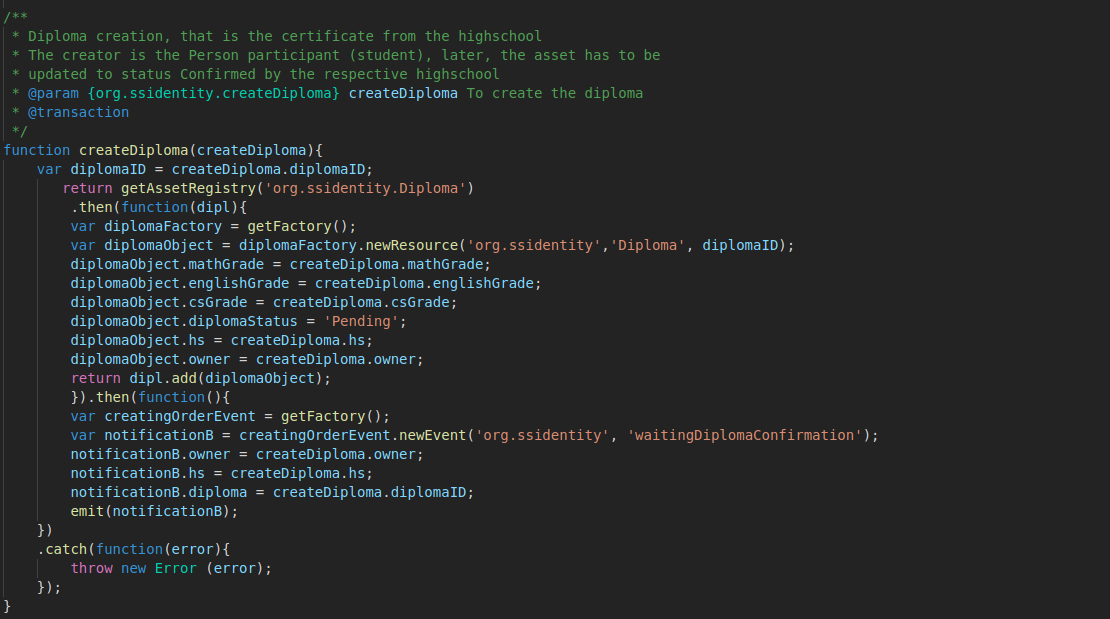 /**
 * Diploma creation, that is the certificate from the highschool
 * The creator is the Person participant (student), later, the asset has to be
 * updated to status Confirmed by the respective highschool
 * @param {org.ssidentity.createDiploma} createDiploma To create the diploma
 * @transaction
 */
function createDiploma(createDiploma){
    var diplomaID = createDiploma.diplomaID;
       return getAssetRegistry('org.ssidentity.Diploma')
        .then(function(dipl){
        var diplomaFactory = getFactory();
        var diplomaObject = diplomaFactory.newResource('org.ssidentity','Diploma', diplomaID);
        diplomaObject.mathGrade = createDiploma.mathGrade;
        diplomaObject.englishGrade = createDiploma.englishGrade;
        diplomaObject.csGrade = createDiploma.csGrade;
        diplomaObject.diplomaStatus = 'Pending';
        diplomaObject.hs = createDiploma.hs;
        diplomaObject.owner = createDiploma.owner;
        return dipl.add(diplomaObject);
        }).then(function(){
        var creatingOrderEvent = getFactory();
        var notificationB = creatingOrderEvent.newEvent('org.ssidentity', 'waitingDiplomaConfirmation');
        notificationB.owner = createDiploma.owner;
        notificationB.hs = createDiploma.hs;
        notificationB.diploma = createDiploma.diplomaID;
        emit(notificationB);
    })
    .catch(function(error){
        throw new Error (error);
    });
}